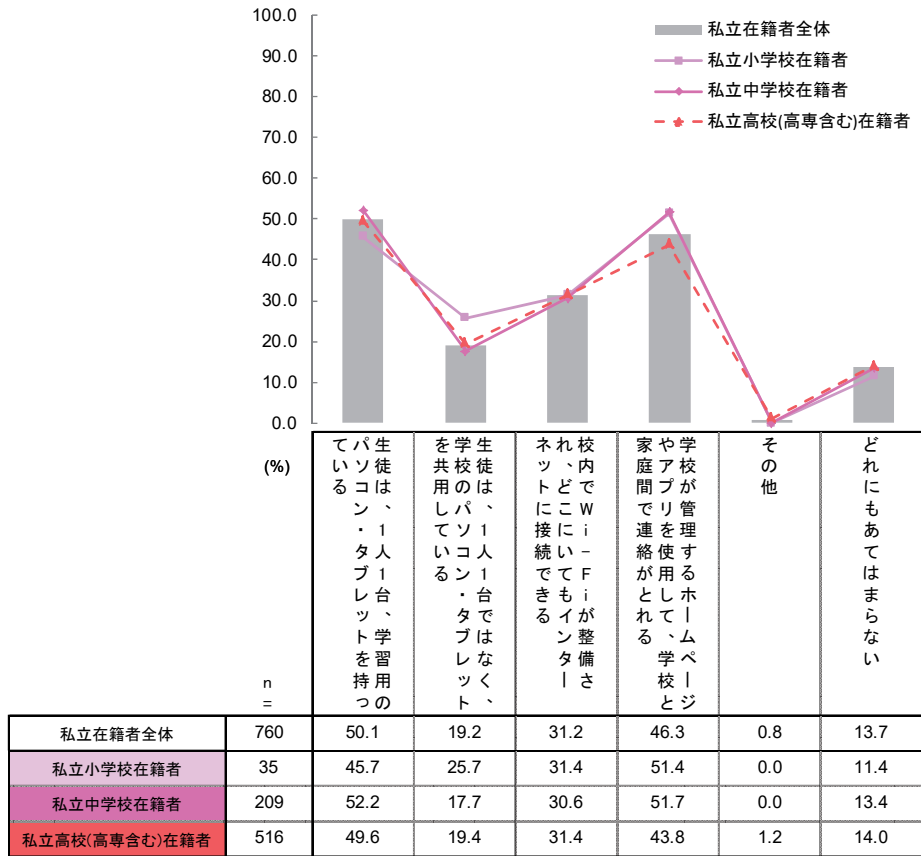 100.0
90.0
80.0
70.0
60.0
50.0
40.0
30.0
20.0
10.0
0.0
私立在籍者全体
私立小学校在籍者
私立中学校在籍者
私立高校(高専含む)在籍者
(%)
n
=
生徒は、1人1台、学習用の
パソコン・タブレットを持っ
ている
生徒は、1人1台ではなく、
学校のパソコン・タブレット
を共用している
校内でWi-Fiが整備さ
れ、どこにいてもインター
ネットに接続できる
学校が管理するホームページ
やアプリを使用して、学校と
家庭間で連絡がとれる
その他
どれにもあてはまらない
私立在籍者全体 760 50.1 19.2 31.2 46.3 0.8 13.7
私立小学校在籍者 35 45.7 25.7 31.4 51.4 0.0 11.4
私立中学校在籍者 209 52.2 17.7 30.6 51.7 0.0 13.4
私立高校(高専含む)在籍者 516 49.6 19.4 31.4 43.8 1.2 14.0